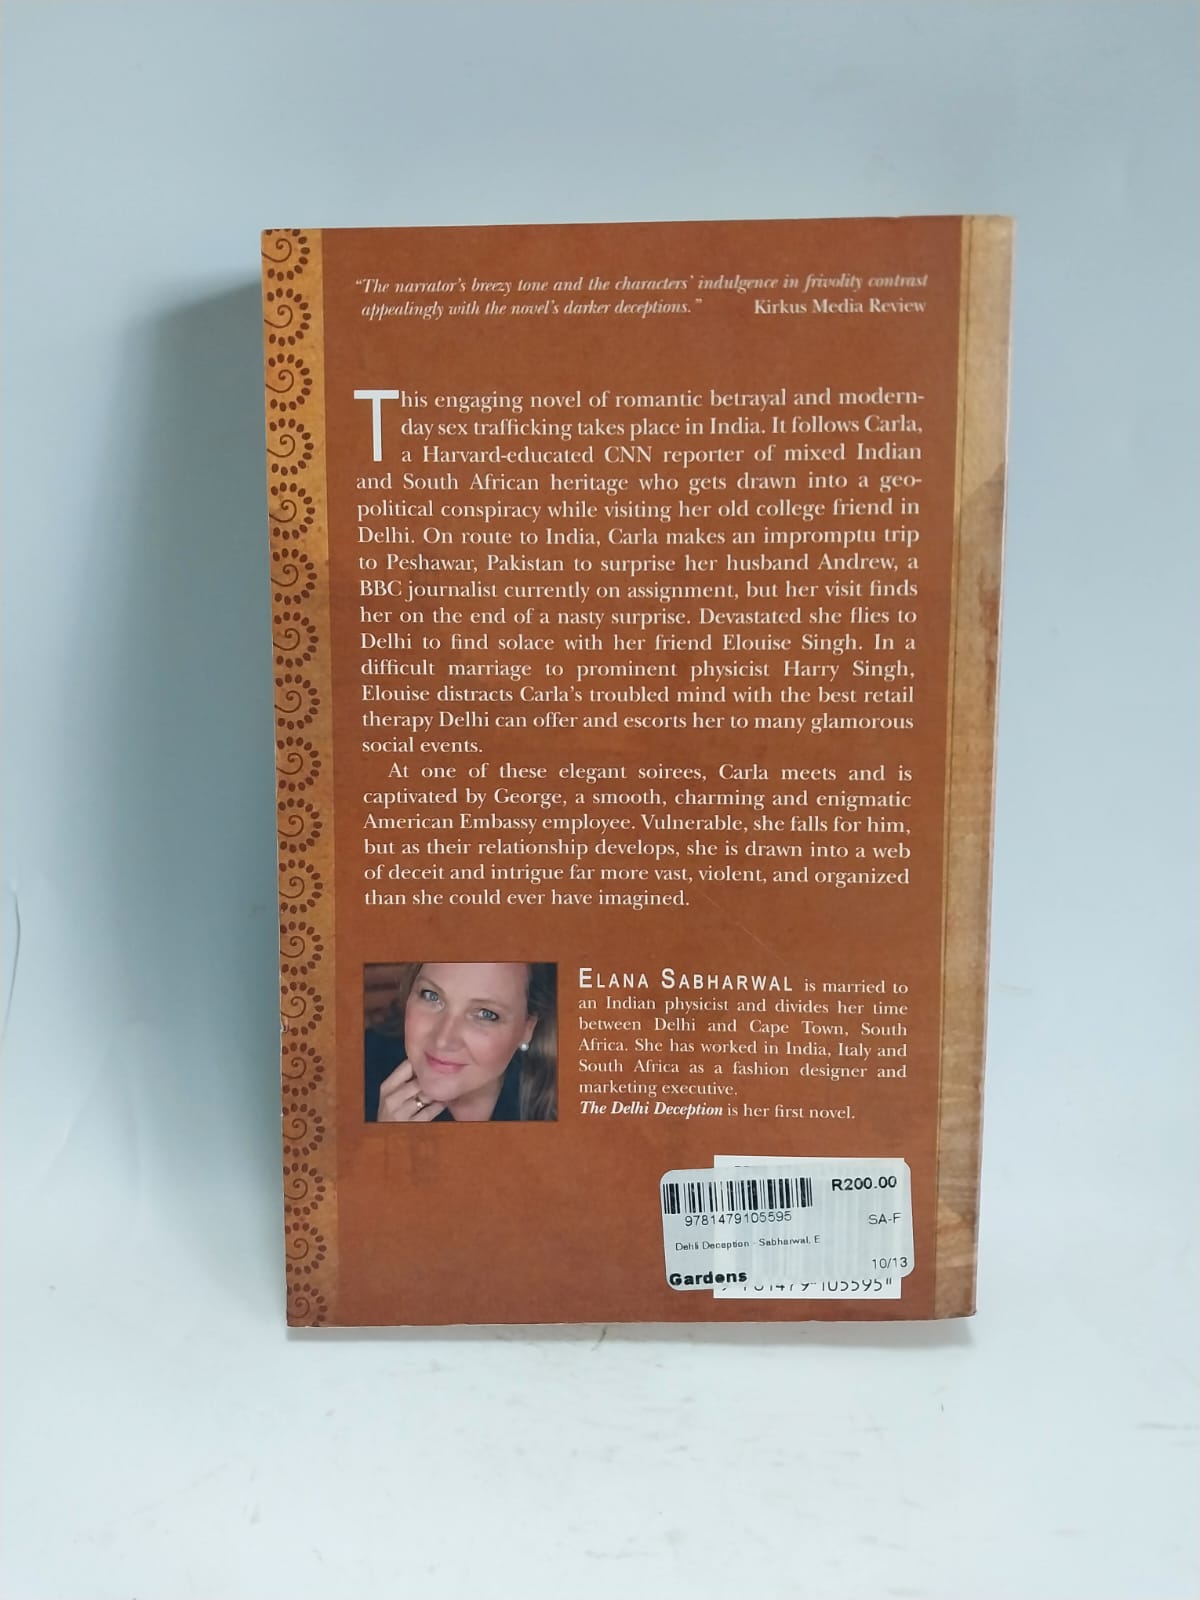 “The narrator’s breezy tone and the characters’ indulgence in frivolity contrast
appealingly with the novel’s darker deceptions.” Kirkus Media Review
This engaging novel of romantic betrayal and modern-
day sex trafficking takes place in India. It follows Carla,
a Harvard-educated CNN reporter of mixed Indian
and South African heritage who gets drawn into a geo-
political conspiracy while visiting her old college friend in
Delhi. On route to India, Carla makes an impromptu trip
to Peshawar, Pakistan to surprise her husband Andrew, a
BBC journalist currently on assignment, but her visit finds
her on the end of a nasty surprise. Devastated she flies to
Delhi to find solace with her friend Elouise Singh. In a
difficult marriage to prominent physicist Harry Singh,
Elouise distracts Carla’s troubled mind with the best retail
therapy Delhi can offer and escorts her to many glamorous
social events.
At one of these elegant soirees, Carla meets and is
captivated by George, a smooth, charming and enigmatic
American Embassy employee. Vulnerable, she falls for him,
but as their relationship develops, she is drawn into a web
of deceit and intrigue far more vast, violent, and organized
than she could ever have imagined.
ELANA SABHARWAL is married to
an Indian physicist and divides her time
between Delhi and Cape Town, South
Africa. She has worked in India, Italy and
South Africa as a fashion designer and
marketing executive.
The Delhi Deception is her first novel.
R200.00
9781479105595
SA-F
Dehli Deception - Sabharwal, E
10/13
Gardens